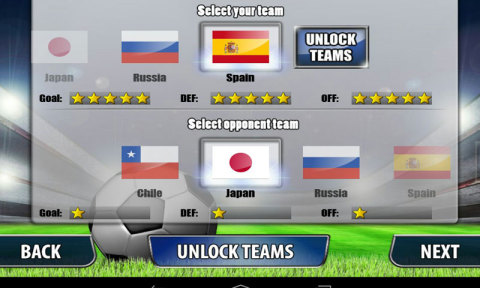 Select your team
UNLOCK TEAMS
Japan Russia Spain
Goal: DEF: OFF:
Select opponent team
Chile Japan Russia Spain
Goal: DEF: OFF:
BACK UNLOCK TEAMS NEXT